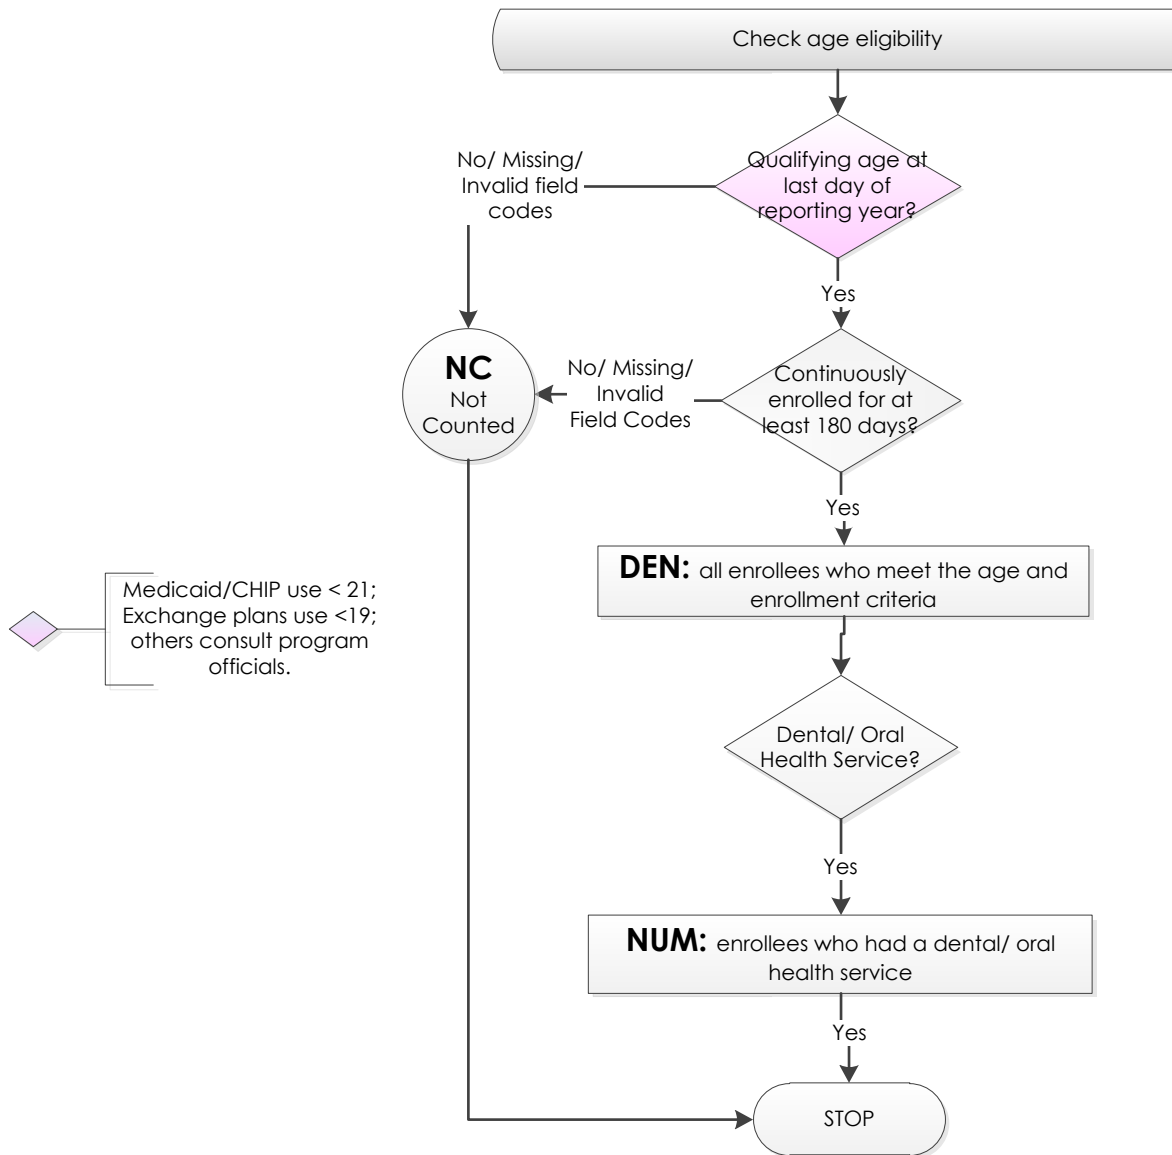 Check age eligibility
Qualifying age at
last day of
reporting year?
No/ Missing/
Invalid field
codes
Yes
NC
Not
Counted
No/ Missing/
Invalid
Field Codes
Continuously
enrolled for at
least 180 days?
Yes
DEN: all enrollees who meet the age and
enrollment criteria
Medicaid/CHIP use < 21;
Exchange plans use <19;
others consult program
officials.
Dental/ Oral
Health Service?
Yes
NUM: enrollees who had a dental/ oral
health service
Yes
STOP